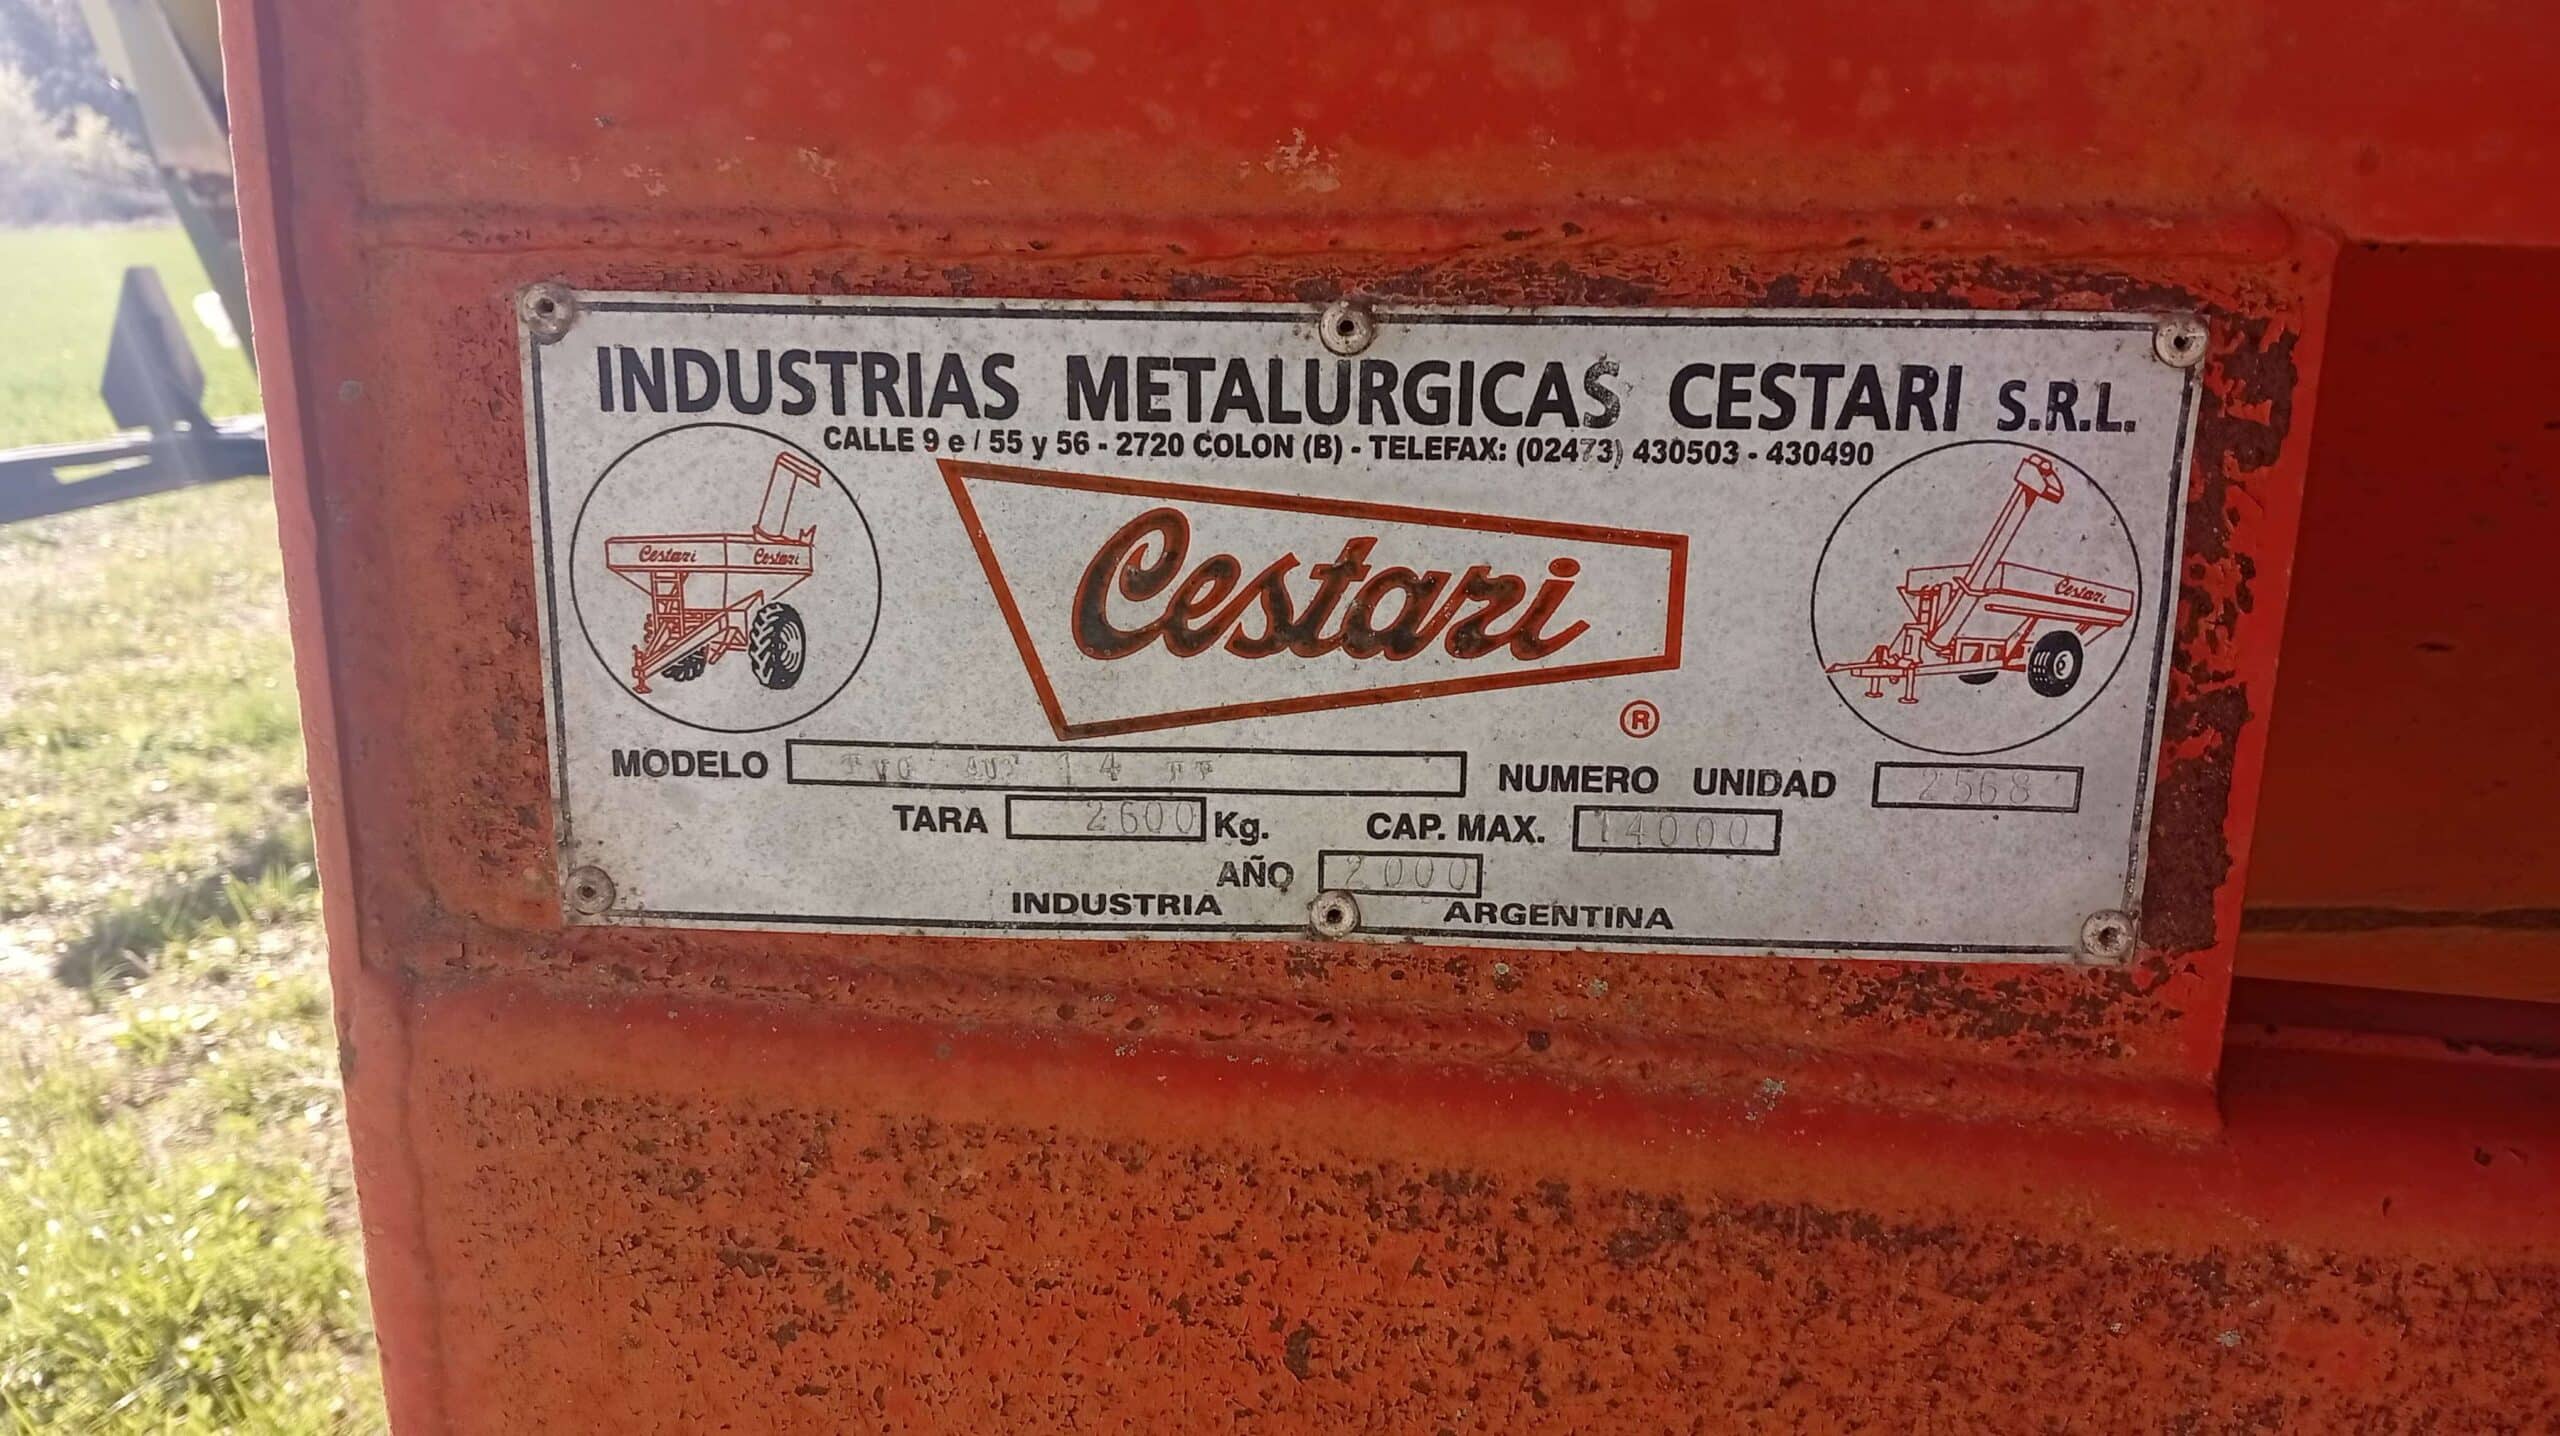 INDUSTRIAS METALURGICAS CESTARI S.R.L.
CALLE 9 e / 55 y 56 - 2720 COLON (B) - TELEFAX: (02473) 430503 - 430490
Cestari Cestari
Cestari
Cestari
®
MODELO 14 NUMERO UNIDAD 2568
TARA 2600 Kg. CAP. MAX. 14000
AÑO 2000
INDUSTRIA ARGENTINA